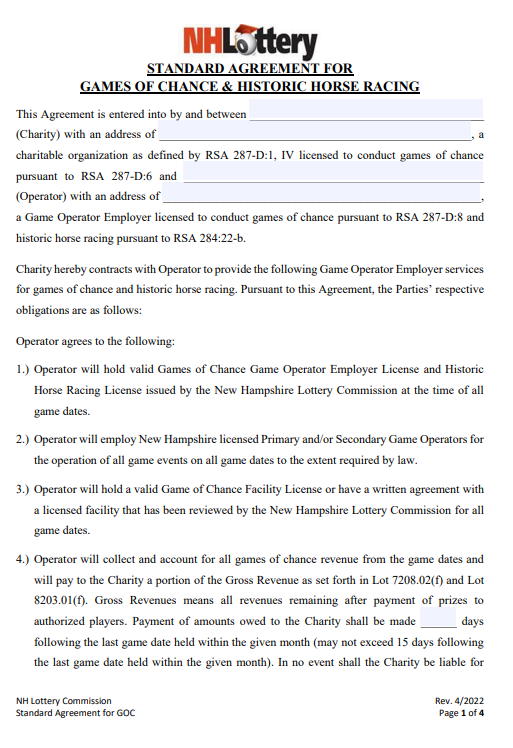 NHLottery
STANDARD AGREEMENT FOR
GAMES OF CHANCE & HISTORIC HORSE RACING
This Agreement is entered into by and between
(Charity) with an address of , a
charitable organization as defined by RSA 287-D:1, IV licensed to conduct games of chance
pursuant to RSA 287-D:6 and
(Operator) with an address of ,
a Game Operator Employer licensed to conduct games of chance pursuant to RSA 287-D:8 and
historic horse racing pursuant to RSA 284:22-b.
Charity hereby contracts with Operator to provide the following Game Operator Employer services
for games of chance and historic horse racing. Pursuant to this Agreement, the Parties’ respective
obligations are as follows:
Operator agrees to the following:
1.) Operator will hold valid Games of Chance Game Operator Employer License and Historic
Horse Racing License issued by the New Hampshire Lottery Commission at the time of all
game dates.
2.) Operator will employ New Hampshire licensed Primary and/or Secondary Game Operators for
the operation of all game events on all game dates to the extent required by law.
3.) Operator will hold a valid Game of Chance Facility License or have a written agreement with
a licensed facility that has been reviewed by the New Hampshire Lottery Commission for all
game dates.
4.) Operator will collect and account for all games of chance revenue from the game dates and
will pay to the Charity a portion of the Gross Revenue as set forth in Lot 7208.02(f) and Lot
8203.01(f). Gross Revenues means all revenues remaining after payment of prizes to
authorized players. Payment of amounts owed to the Charity shall be made days
following the last game date held within the given month (may not exceed 15 days following
the last game date held within the given month). In no event shall the Charity be liable for
NH Lottery Commission Rev. 4/2022
Standard Agreement for GOC Page 1 of 4